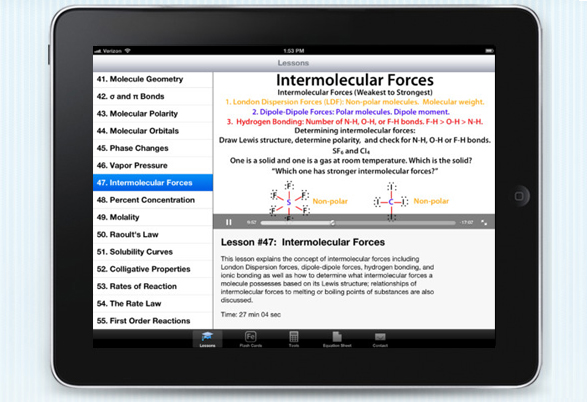 Verizon
1:53 PM
Lessons
41. Molecule Geometry
42. σ and π Bonds
43. Molecular Polarity
44. Molecular Orbitals
45. Phase Changes
46. Vapor Pressure
47. Intermolecular Forces
48. Percent Concentration
49. Molality
50. Raoult's Law
51. Solubility Curves
52. Colligative Properties
53. Rates of Reaction
54. The Rate Law
55. First Order Reactions
Intermolecular Forces
Intermolecular Forces (Weakest to Strongest)
1. London Dispersion Forces (LDF): Non-polar molecules. Molecular weight.
2. Dipole-Dipole Forces: Polar molecules. Dipole moment.
3. Hydrogen Bonding: Number of N-H, O-H, or F-H bonds. F-H > O-H > N-H.
Determining intermolecular forces:
Draw Lewis structure, determine polarity, and check for N-H, O-H or F-H bonds.
SF₆ and CI₄
One is a solid and one is a gas at room temperature. Which is the solid?
"Which one has stronger intermolecular forces?"
F
F F
S
F F
F
Non-polar
I
I C I
I
Non-polar
Lesson #47: Intermolecular Forces
This lesson explains the concept of intermolecular forces including
London Dispersion forces, dipole-dipole forces, hydrogen bonding, and
ionic bonding as well as how to determine what intermolecular forces a
molecule possesses based on its Lewis structure; relationships of
intermolecular forces to melting or boiling points of substances are also
discussed.
Time: 27 min 04 sec
Lessons
Fe
Flash Cards
Tools
Equation Sheet
Contact